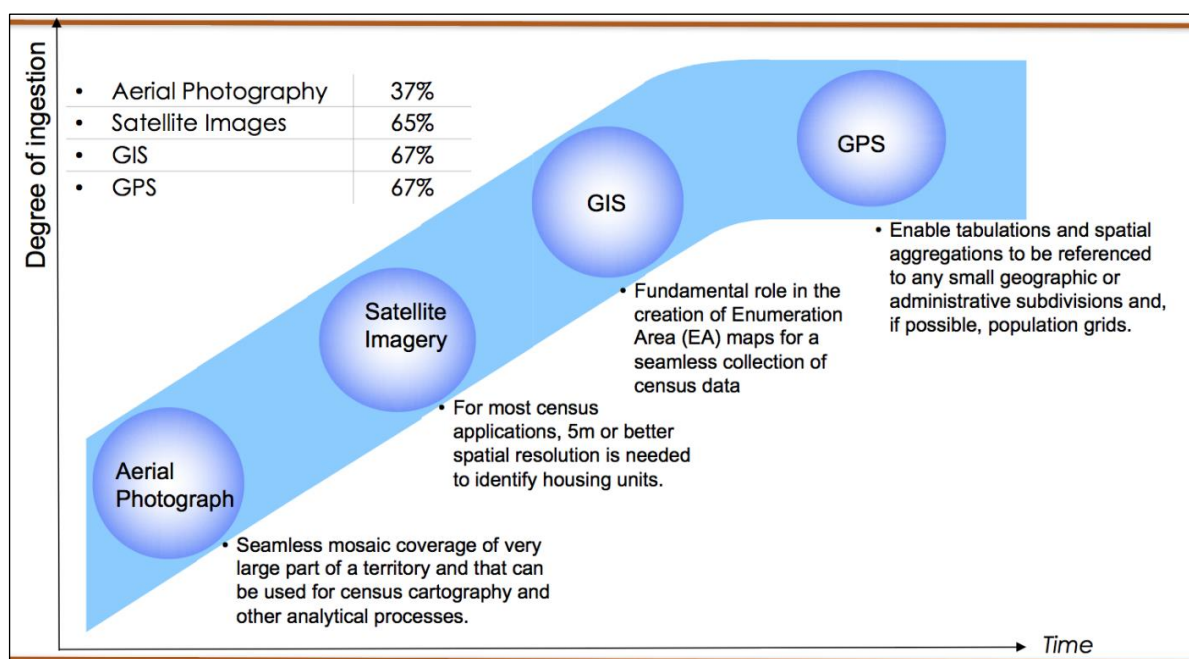 Degree of ingestion
• Aerial Photography 37%
• Satellite Images 65%
• GIS 67%
• GPS 67%
GPS
GIS
• Enable tabulations and spatial
aggregations to be referenced
to any small geographic or
administrative subdivisions and,
if possible, population grids.
• Fundamental role in the
creation of Enumeration
Area (EA) maps for a
seamless collection of
census data
Satellite
Imagery
• For most census
applications, 5m or better
spatial resolution is needed
to identify housing units.
Aerial
Photograph
• Seamless mosaic coverage of very
large part of a territory and that can
be used for census cartography and
other analytical processes.
Time